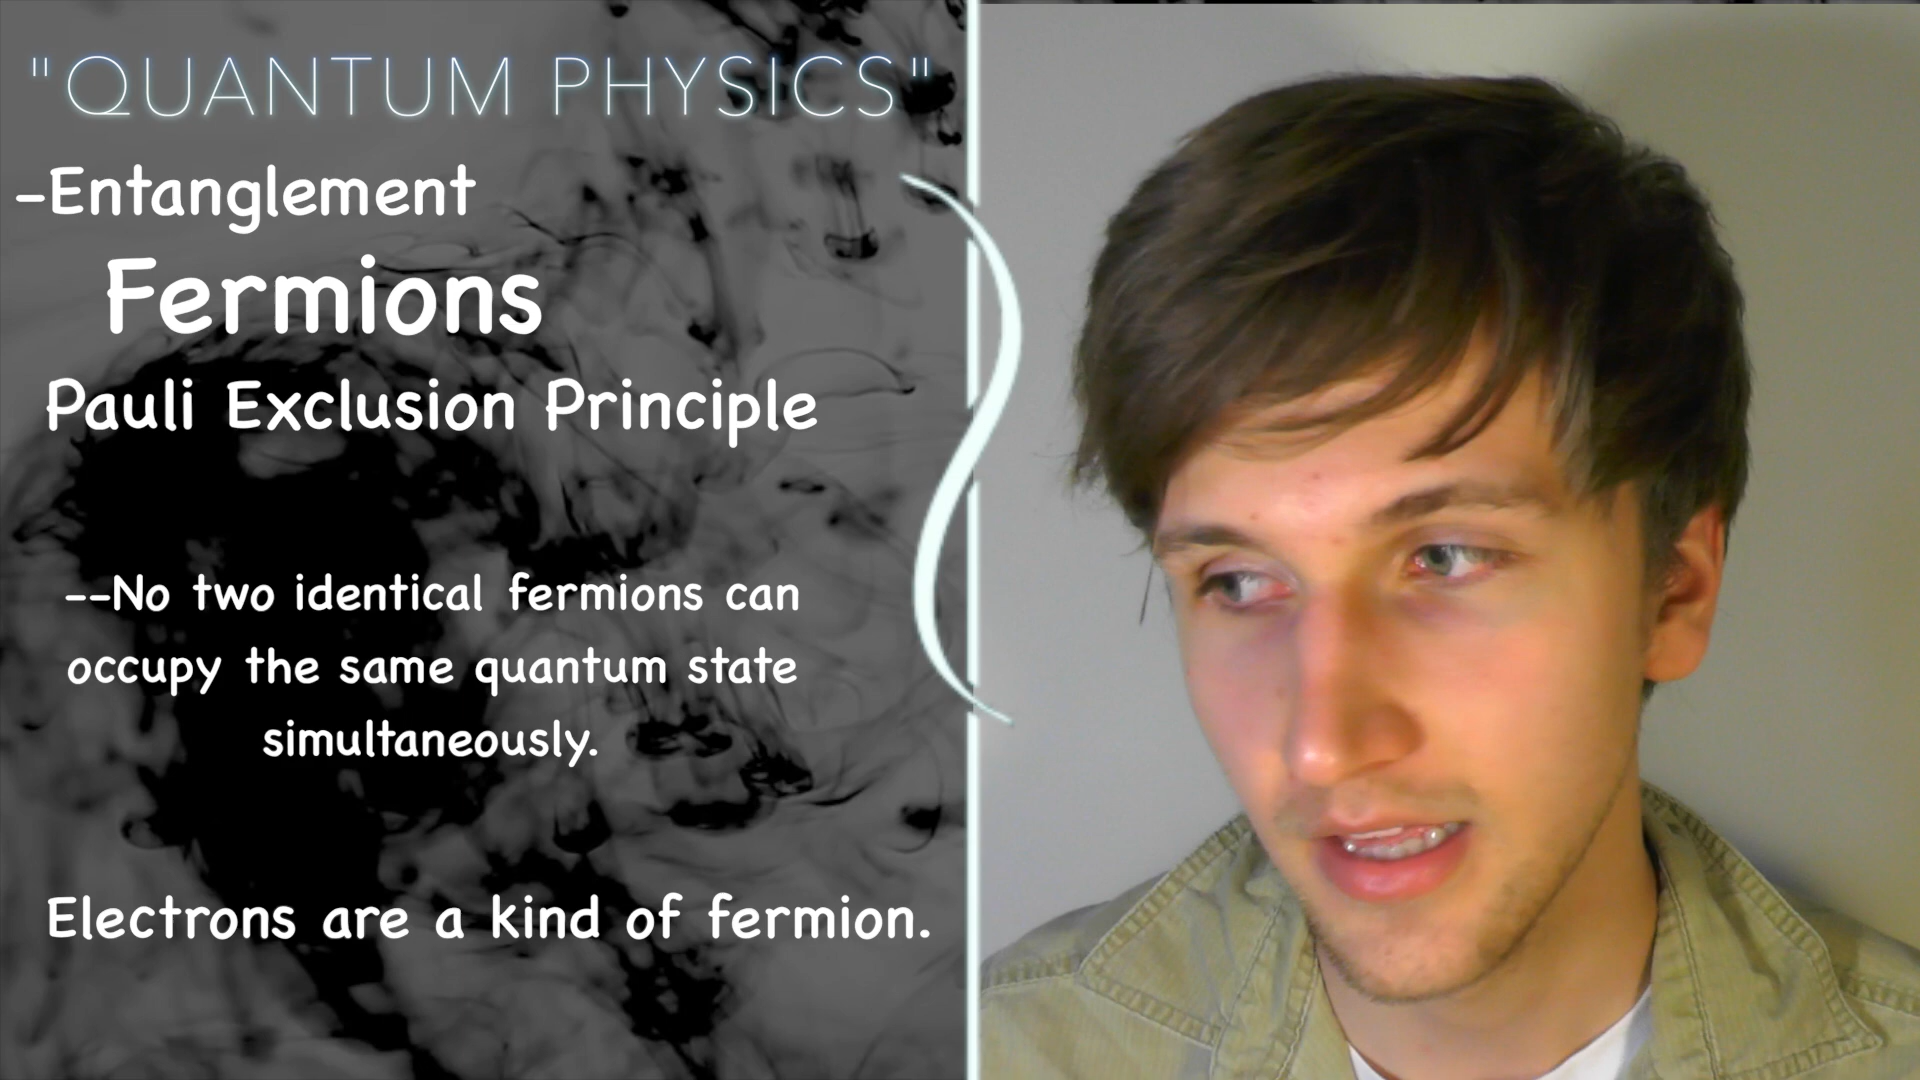 "QUANTUM PHYSICS"
-Entanglement
Fermions
Pauli Exclusion Principle
--No two identical fermions can
occupy the same quantum state
simultaneously.
Electrons are a kind of fermion.